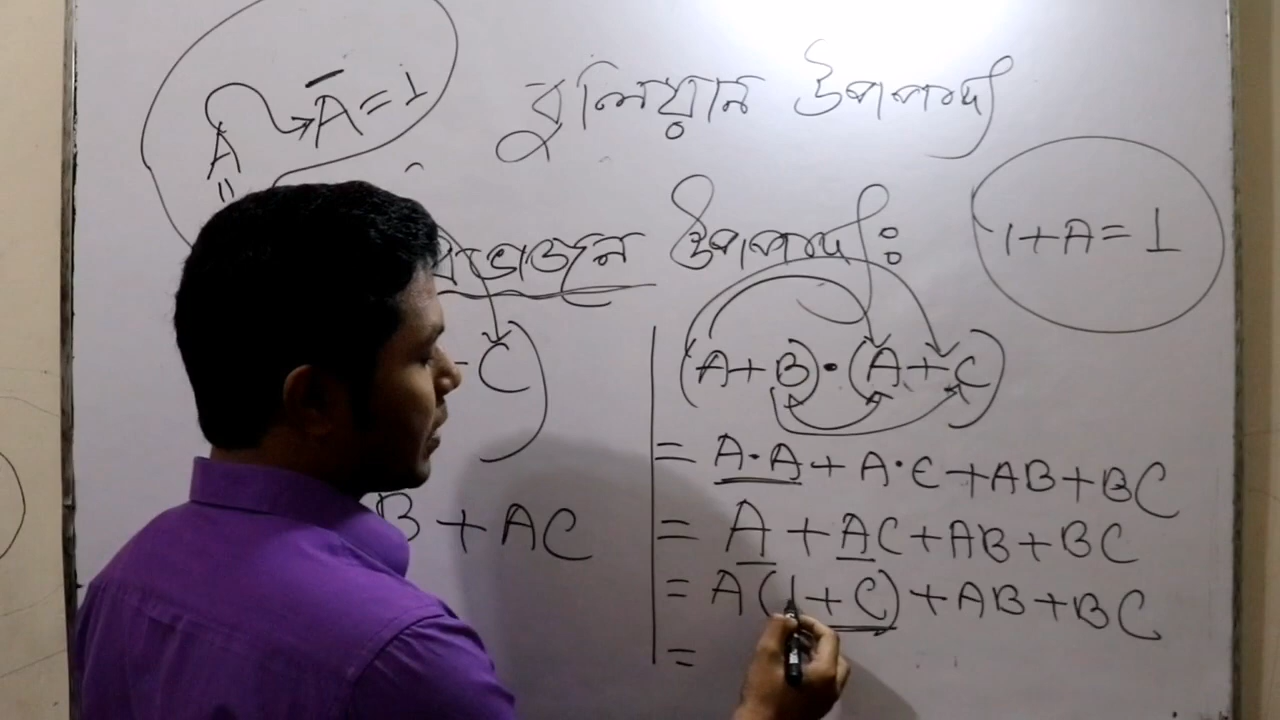 A → Ā = 1
বুলিয়ান উপপাদ্য
উপপাদ্য :
1 + A = 1
C)
B + AC
(A + B) · (A + C)
= A · A + A · C + AB + BC
= A + AC + AB + BC
= A (1 + C) + AB + BC
=